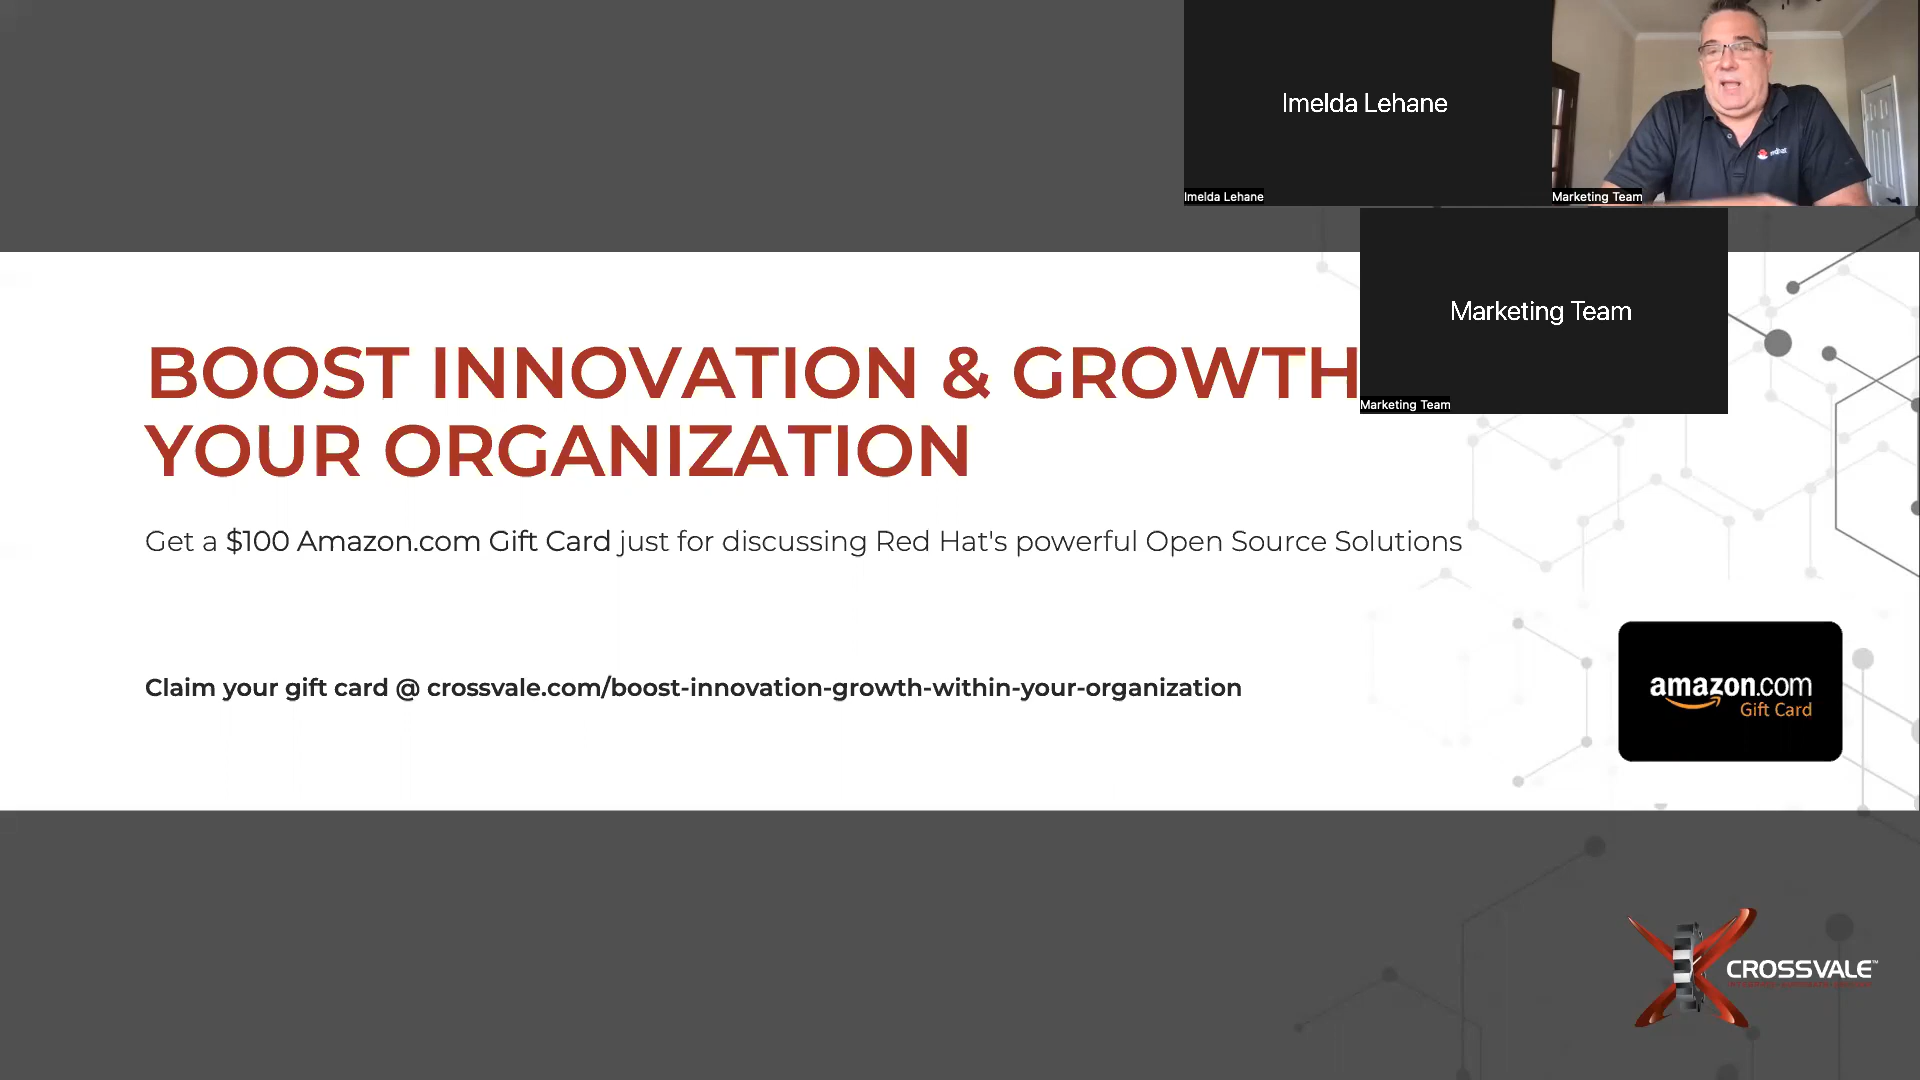 Imelda Lehane
Imelda Lehane
Marketing Team
redhat
Marketing Team
Marketing Team
BOOST INNOVATION & GROWTH
YOUR ORGANIZATION
Get a $100 Amazon.com Gift Card just for discussing Red Hat's powerful Open Source Solutions
Claim your gift card @ crossvale.com/boost-innovation-growth-within-your-organization
amazon.com
Gift Card
CROSSVALE™